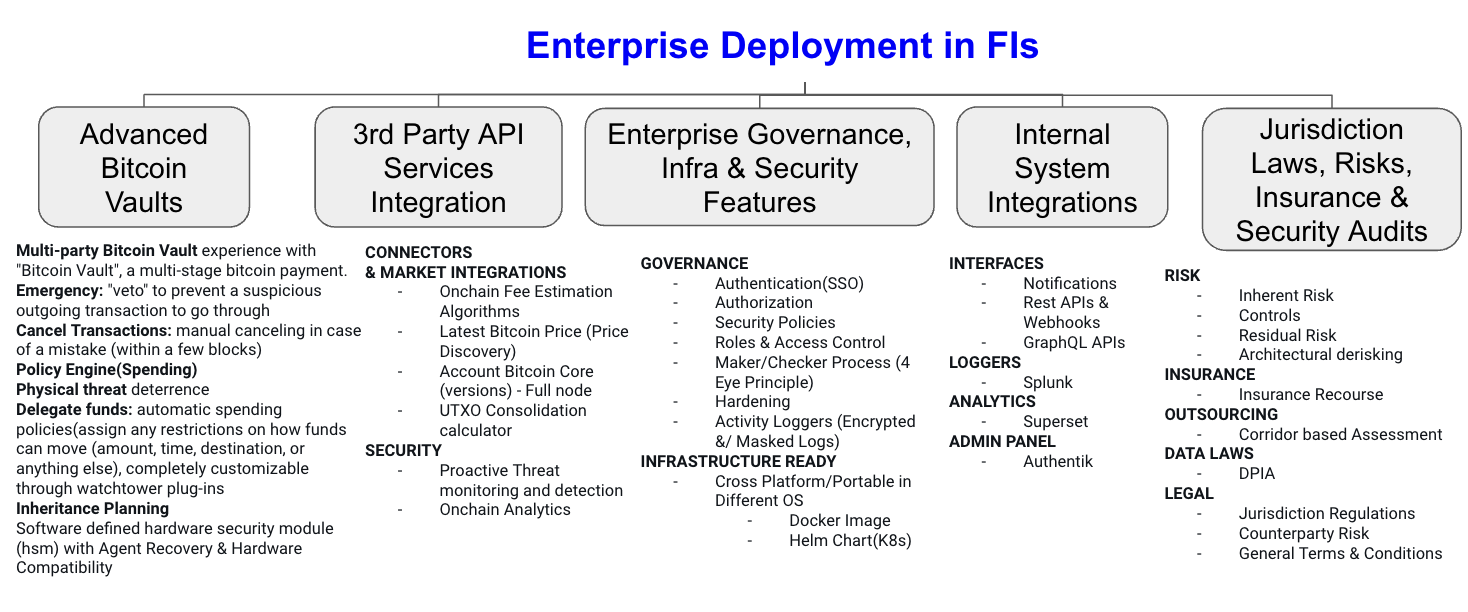 Enterprise Deployment in FIs
Advanced
Bitcoin
Vaults
3rd Party API
Services
Integration
Enterprise Governance,
Infra & Security
Features
Internal
System
Integrations
Jurisdiction
Laws, Risks,
Insurance &
Security Audits
Multi-party Bitcoin Vault experience with
"Bitcoin Vault", a multi-stage bitcoin payment.
Emergency: "veto" to prevent a suspicious
outgoing transaction to go through
Cancel Transactions: manual canceling in case
of a mistake (within a few blocks)
Policy Engine(Spending)
Physical threat deterrence
Delegate funds: automatic spending
policies(assign any restrictions on how funds
can move (amount, time, destination, or
anything else), completely customizable
through watchtower plug-ins
Inheritance Planning
Software defined hardware security module
(hsm) with Agent Recovery & Hardware
Compatibility
CONNECTORS
& MARKET INTEGRATIONS
- Onchain Fee Estimation
Algorithms
- Latest Bitcoin Price (Price
Discovery)
- Account Bitcoin Core
(versions) - Full node
- UTXO Consolidation
calculator
SECURITY
- Proactive Threat
monitoring and detection
- Onchain Analytics
GOVERNANCE
- Authentication(SSO)
- Authorization
- Security Policies
- Roles & Access Control
- Maker/Checker Process (4
Eye Principle)
- Hardening
- Activity Loggers (Encrypted
&/ Masked Logs)
INFRASTRUCTURE READY
- Cross Platform/Portable in
Different OS
- Docker Image
- Helm Chart(K8s)
INTERFACES
- Notifications
- Rest APIs &
Webhooks
- GraphQL APIs
LOGGERS
- Splunk
ANALYTICS
- Superset
ADMIN PANEL
- Authentik
RISK
- Inherent Risk
- Controls
- Residual Risk
- Architectural derisking
INSURANCE
- Insurance Recourse
OUTSOURCING
- Corridor based Assessment
DATA LAWS
- DPIA
LEGAL
- Jurisdiction Regulations
- Counterparty Risk
- General Terms & Conditions